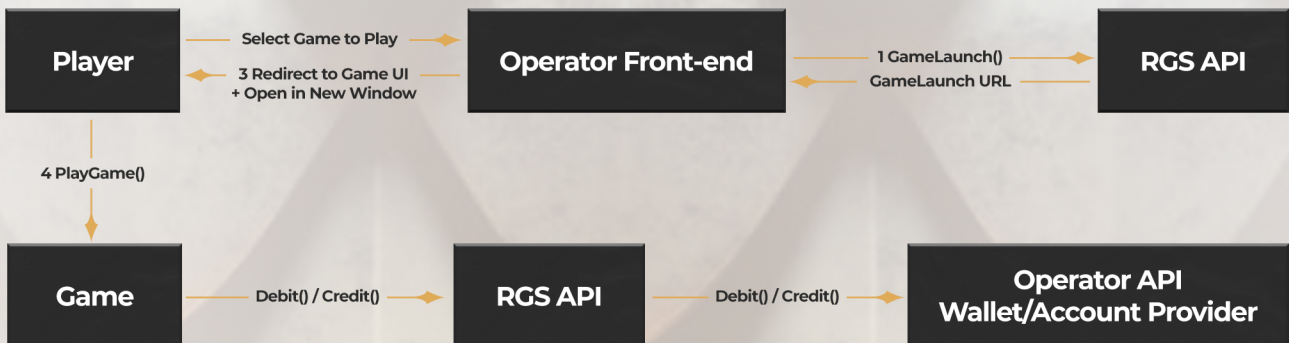 Player
Select Game to Play
3 Redirect to Game UI
+ Open in New Window
Operator Front-end
1 GameLaunch()
GameLaunch URL
RGS API
4 PlayGame()
Game
Debit() / Credit()
RGS API
Debit() / Credit()
Operator API
Wallet/Account Provider